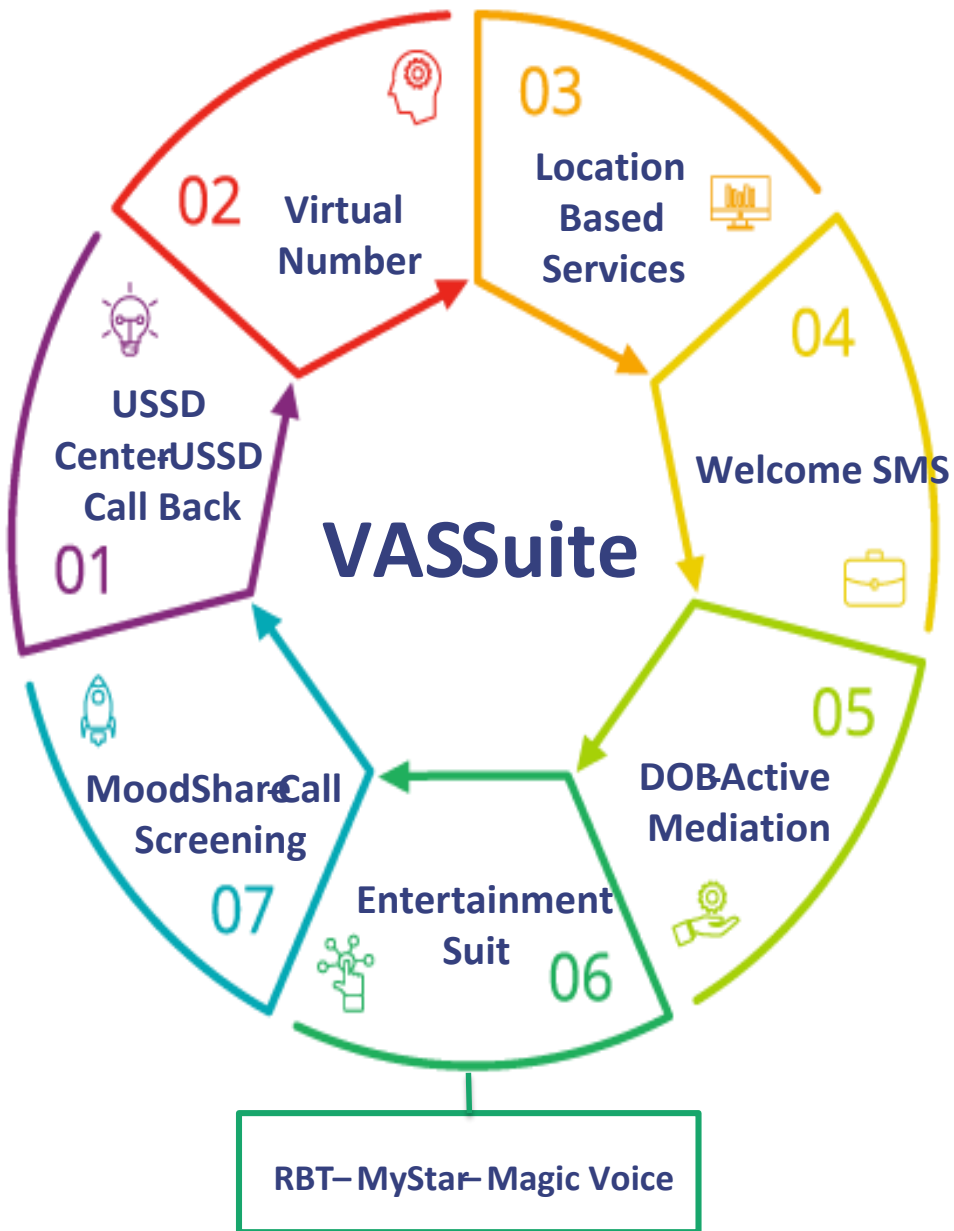 03
Location
Based
Services
02
Virtual
Number
04
Welcome SMS
USSD
Center-USSD
Call Back
01
VASSuite
05
DOB-Active
Mediation
MoodShare-Call
Screening
07
Entertainment
Suit
06
RBT– MyStar– Magic Voice